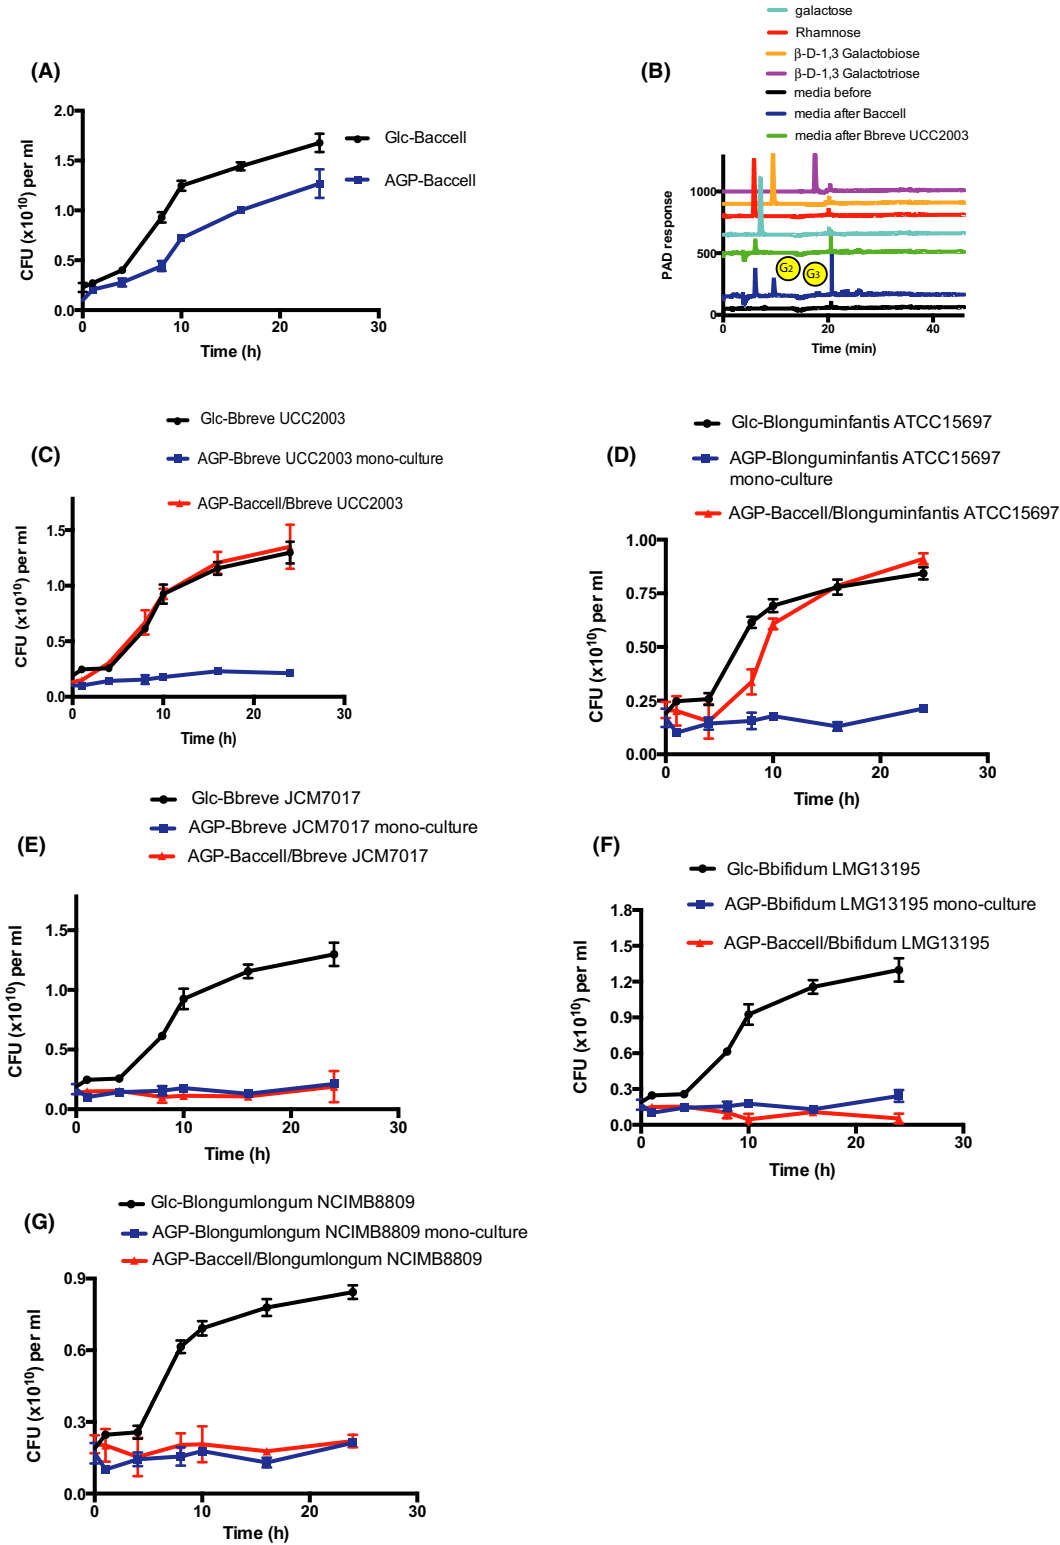 (A)
2.0
1.5
1.0
0.5
0.0
0
10
20
30
CFU (x10¹⁰) per ml
Time (h)
Glc-Baccell
AGP-Baccell
(B)
galactose
Rhamnose
β-D-1,3 Galactobiose
β-D-1,3 Galactotriose
media before
media after Baccell
media after Bbreve UCC2003
1000
500
0
0
20
40
PAD response
Time (min)
G2
G3
(C)
Glc-Bbreve UCC2003
AGP-Bbreve UCC2003 mono-culture
AGP-Baccell/Bbreve UCC2003
1.5
1.0
0.5
0.0
0
10
20
30
CFU (x10¹⁰) per ml
Time (h)
(D)
Glc-Blonguminfantis ATCC15697
AGP-Blonguminfantis ATCC15697
mono-culture
AGP-Baccell/Blonguminfantis ATCC15697
1.00
0.75
0.50
0.25
0.00
0
10
20
30
CFU (x10¹⁰) per ml
Time (h)
(E)
Glc-Bbreve JCM7017
AGP-Bbreve JCM7017 mono-culture
AGP-Baccell/Bbreve JCM7017
1.5
1.0
0.5
0.0
0
10
20
30
CFU (x10¹⁰) per ml
Time (h)
(F)
Glc-Bbifidum LMG13195
AGP-Bbifidum LMG13195 mono-culture
AGP-Baccell/Bbifidum LMG13195
1.8
1.5
1.2
0.9
0.6
0.3
0.0
0
10
20
30
CFU (x10¹⁰) per ml
Time (h)
(G)
Glc-Blongumlongum NCIMB8809
AGP-Blongumlongum NCIMB8809 mono-culture
AGP-Baccell/Blongumlongum NCIMB8809
0.9
0.6
0.3
0.0
0
10
20
30
CFU (x10¹⁰) per ml
Time (h)